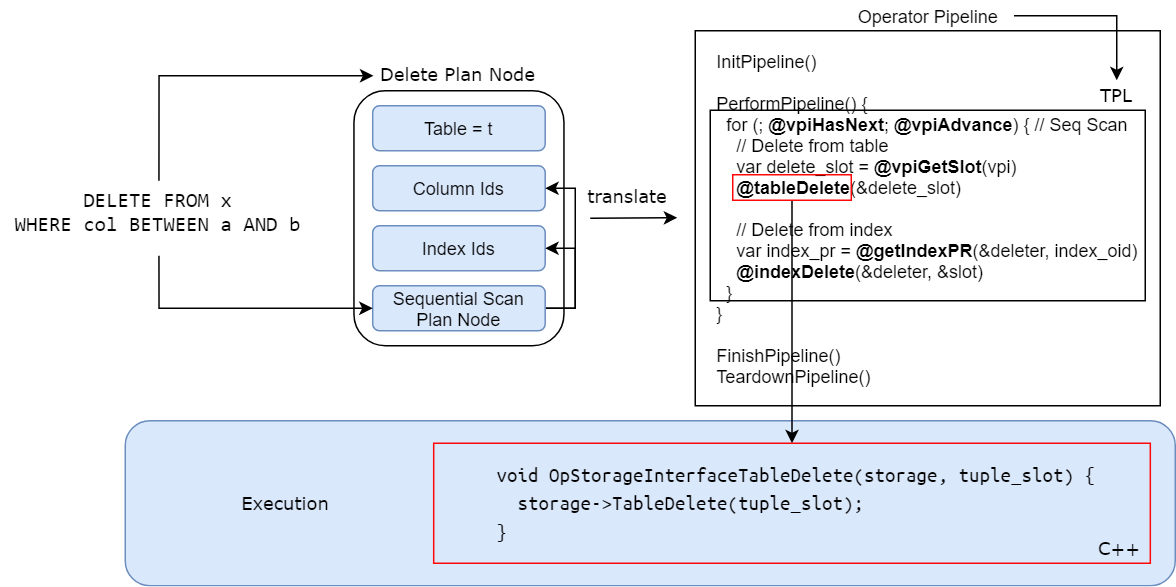 Operator Pipeline
Delete Plan Node
Table = t
Column Ids
Index Ids
Sequential Scan
Plan Node
DELETE FROM x
WHERE col BETWEEN a AND b
translate
TPL
InitPipeline()
PerformPipeline() {
for (; @vpiHasNext; @vpiAdvance) { // Seq Scan
// Delete from table
var delete_slot = @vpiGetSlot(vpi)
@tableDelete(&delete_slot)
// Delete from index
var index_pr = @getIndexPR(&deleter, index_oid)
@indexDelete(&deleter, &slot)
}
}
FinishPipeline()
TeardownPipeline()
Execution
void OpStorageInterfaceTableDelete(storage, tuple_slot) {
storage->TableDelete(tuple_slot);
}
C++